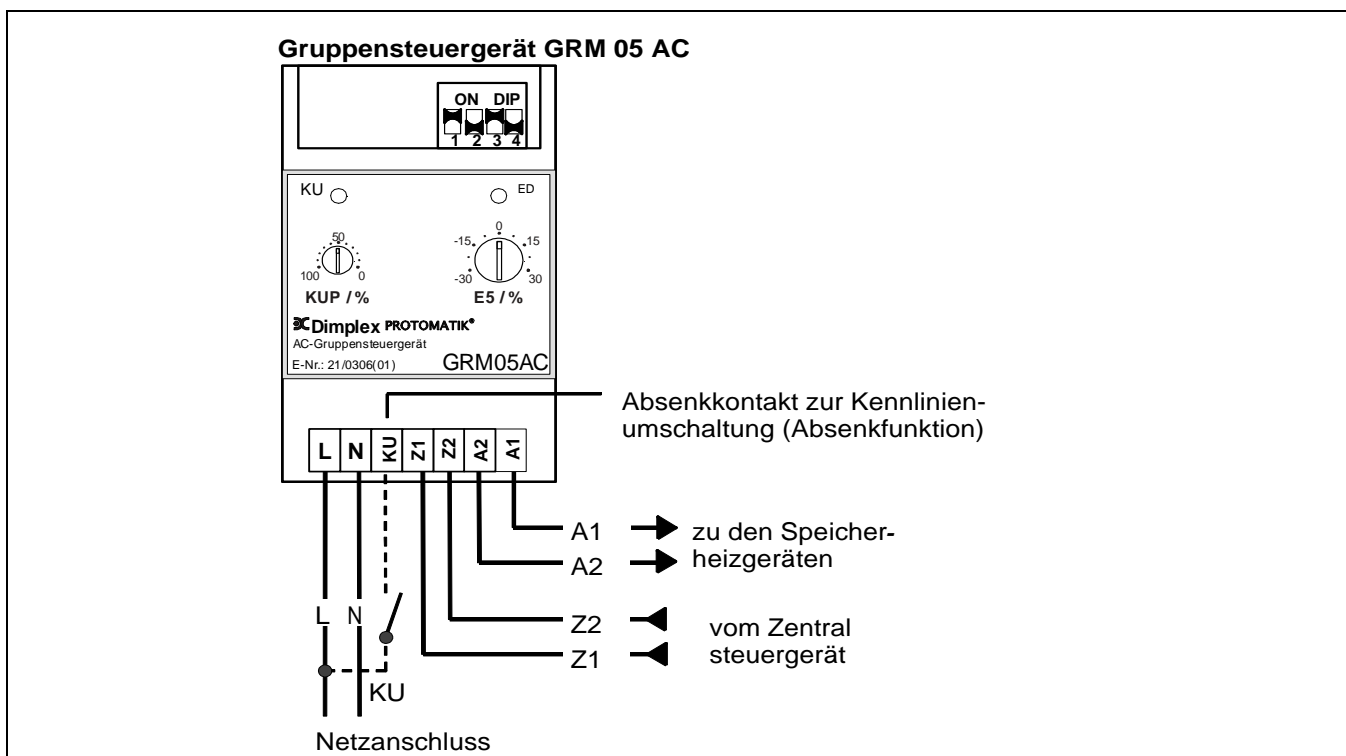 Gruppensteuergerät GRM 05 AC
ON DIP
1 2 3 4
KU ED
50
100 0
KUP / %
0
-15 15
-30 30
E5 / %
Dimplex PROTOMATIK®
AC-Gruppensteuergerät
E-Nr.: 21/0306(01) GRM05AC
Absenkkontakt zur Kennlinien-
umschaltung (Absenkfunktion)
L N KU Z1 Z2 A2 A1
A1 zu den Speicher-
A2 heizgeräten
L N
Z2 vom Zentral
Z1 steuergerät
KU
Netzanschluss